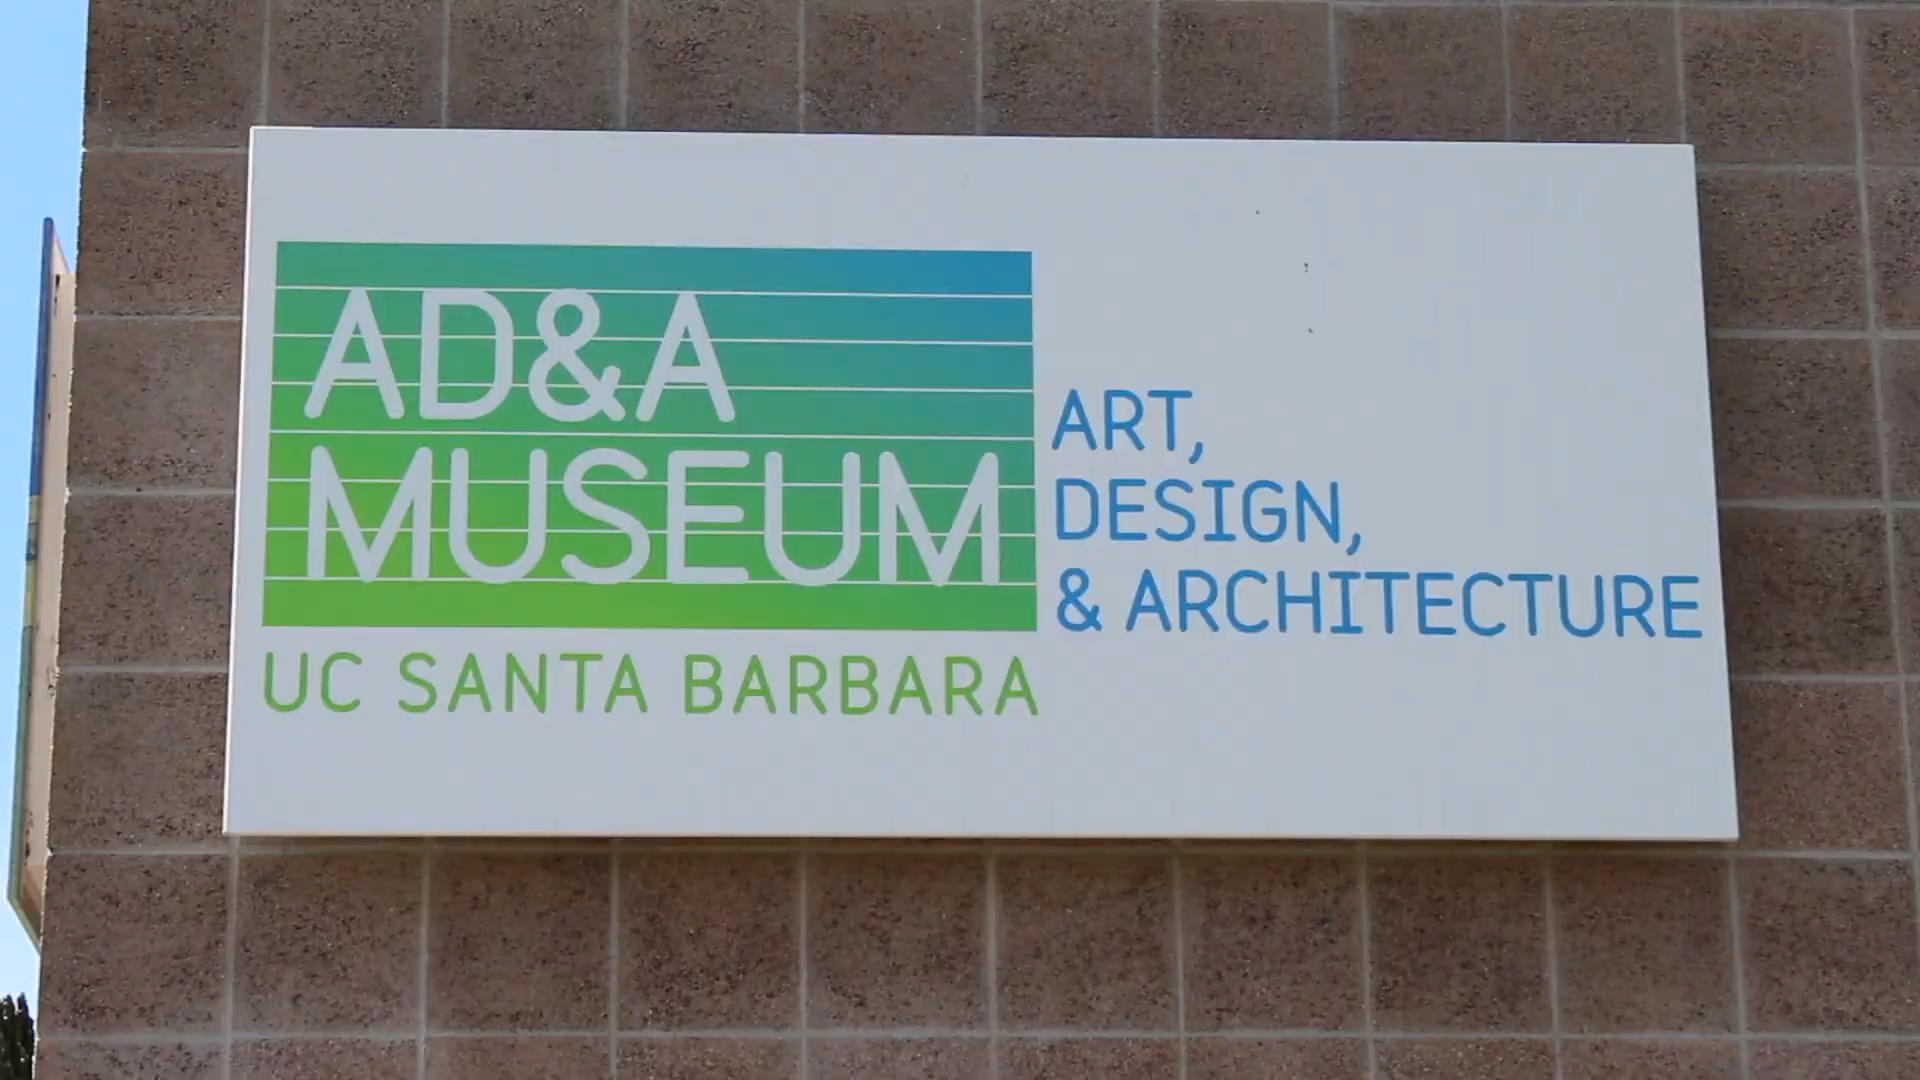 AD&A
MUSEUM
UC SANTA BARBARA
ART,
DESIGN,
& ARCHITECTURE